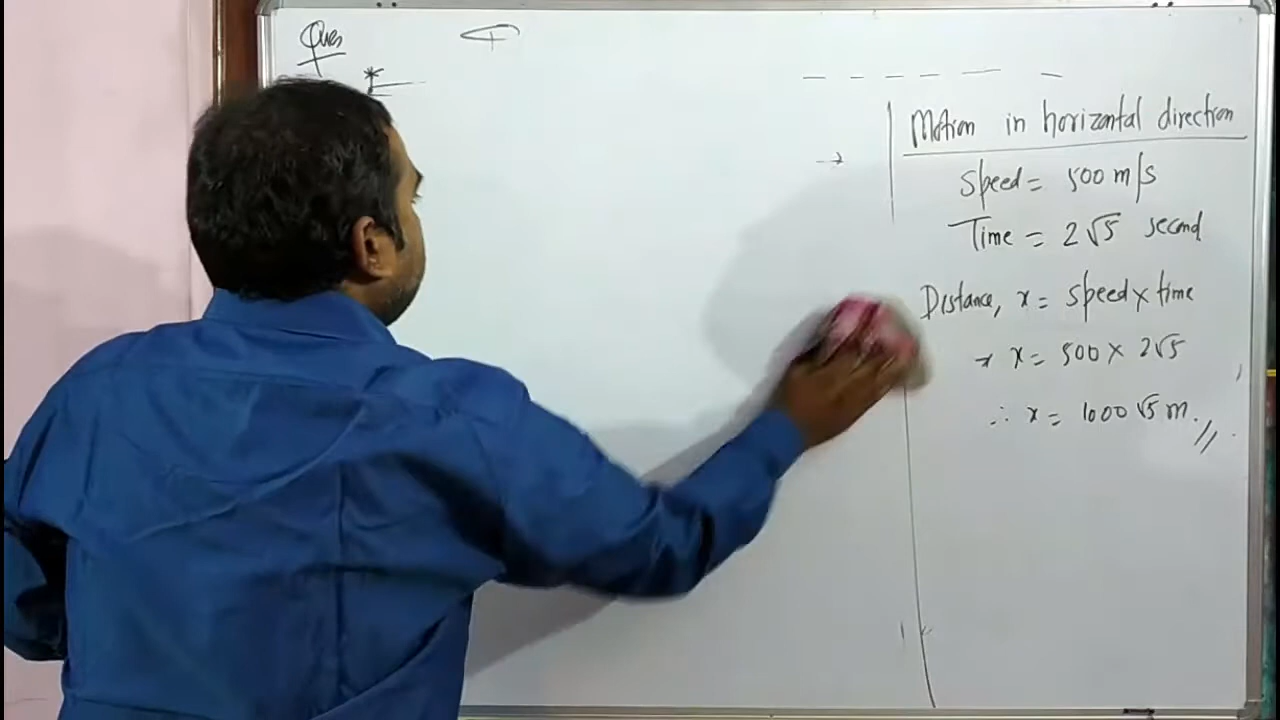 Ques
Motion in horizontal direction
Speed = 500 m/s
Time = 2√5 second
Distance, x = speed x time
→ x = 500 x 2√5
∴ x = 1000 √5 m. //